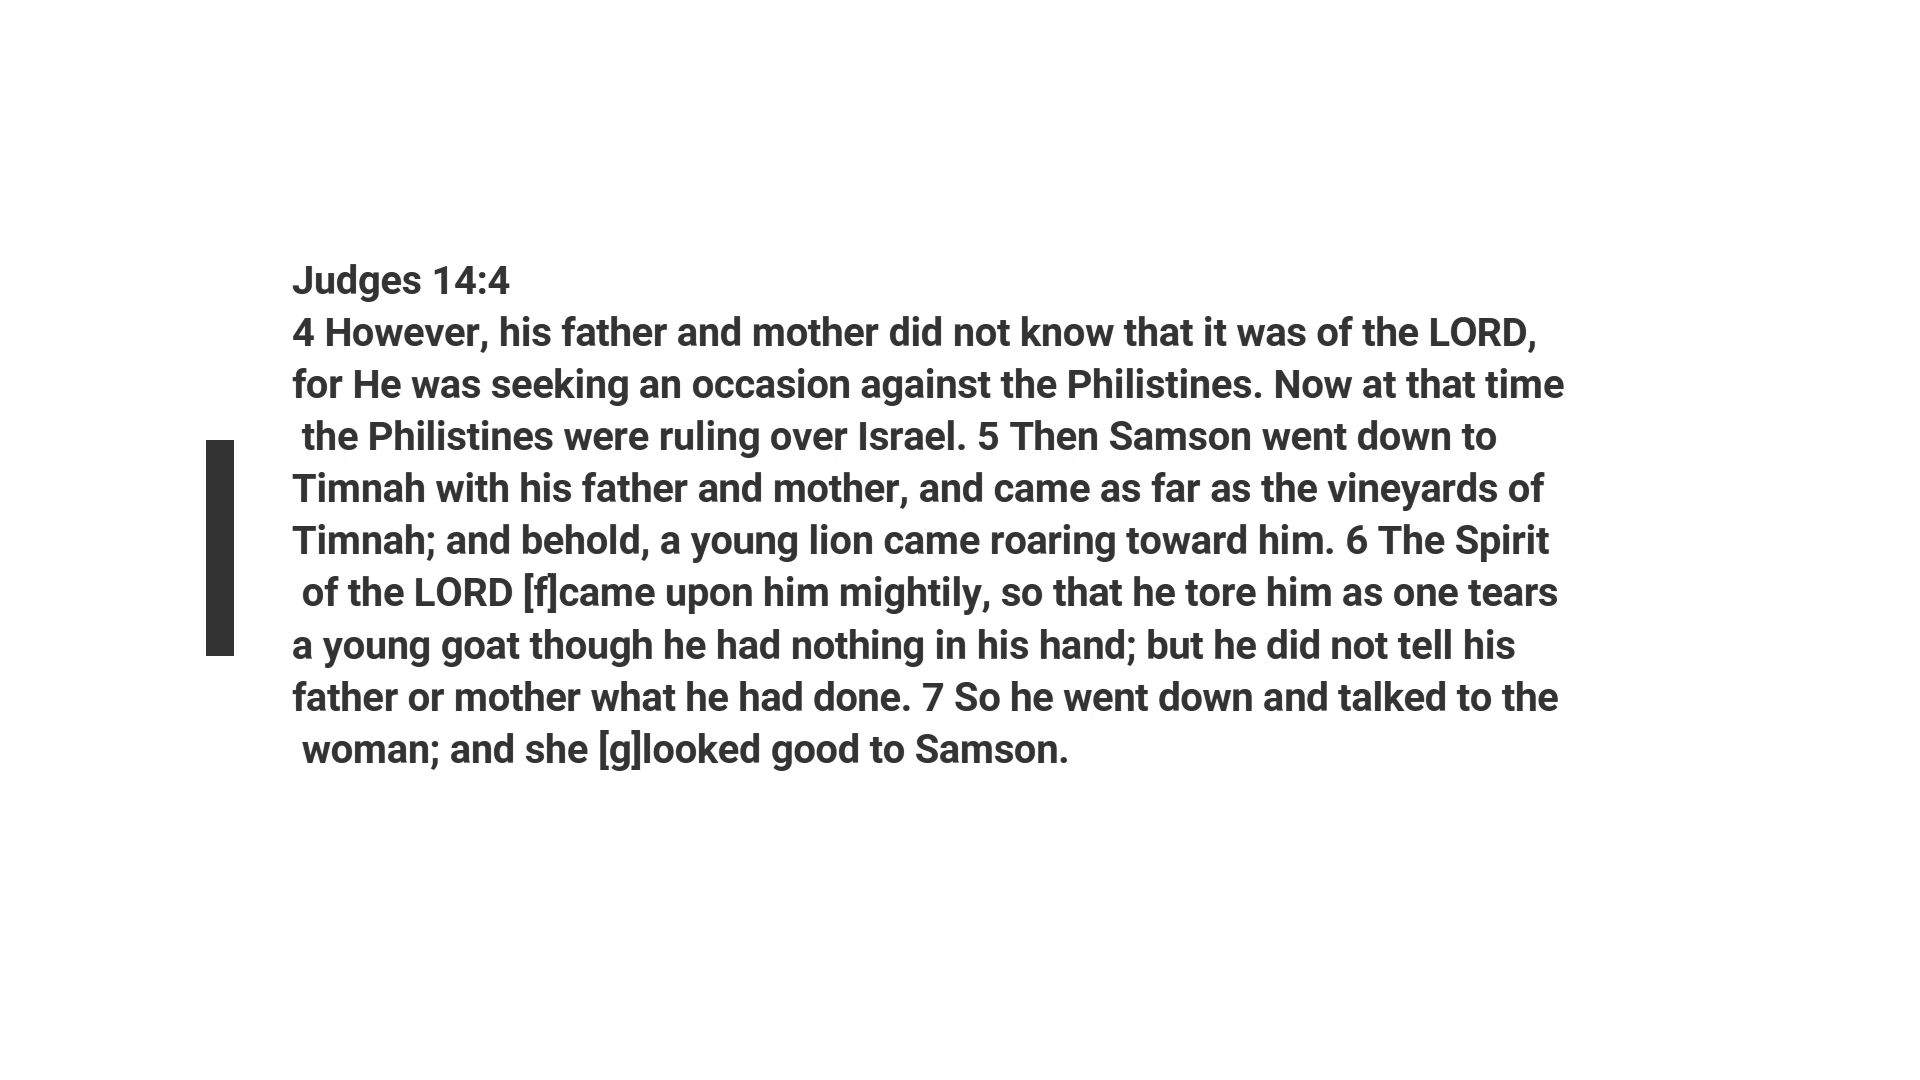 Judges 14:4
4 However, his father and mother did not know that it was of the LORD,
for He was seeking an occasion against the Philistines. Now at that time
the Philistines were ruling over Israel. 5 Then Samson went down to
Timnah with his father and mother, and came as far as the vineyards of
Timnah; and behold, a young lion came roaring toward him. 6 The Spirit
of the LORD [f]came upon him mightily, so that he tore him as one tears
a young goat though he had nothing in his hand; but he did not tell his
father or mother what he had done. 7 So he went down and talked to the
woman; and she [g]looked good to Samson.